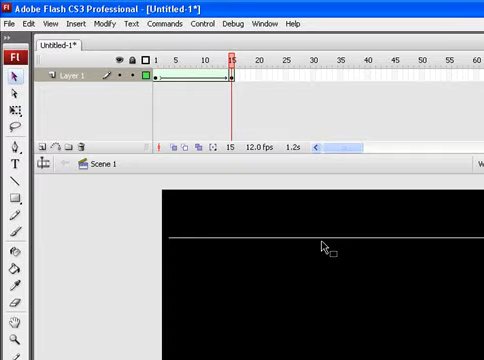 Adobe Flash CS3 Professional - [Untitled-1*]
File Edit View Insert Modify Text Commands Control Debug Window Help
Fl
Untitled-1*
1 5 10 15 20 25 30 35 40 45 50 55 60
Layer 1
15 12.0 fps 1.2s
Scene 1
T